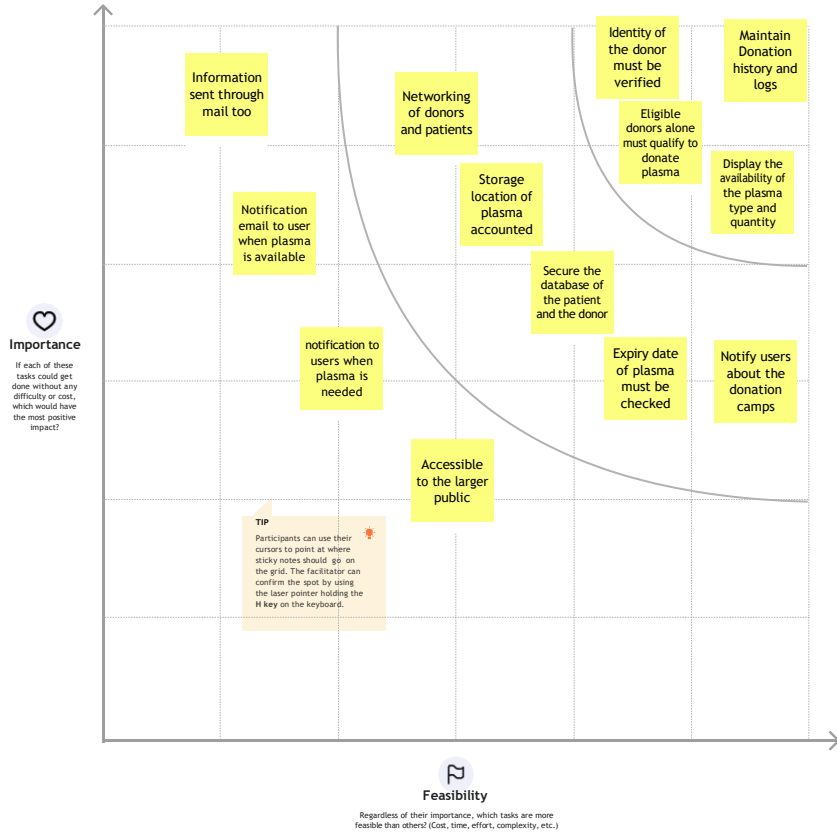 Identity of
the donor
must be
verified
Maintain
Donation
history and
logs
Information
sent through
mail too
Networking
of donors
and patients
Eligible
donors alone
must qualify to
donate
plasma
Display the
availability of
the plasma
type and
quantity
Storage
location of
plasma
accounted
Notification
email to user
when plasma
is available
Secure the
database of
the patient
and the donor
notification to
users when
plasma is
needed
Expiry date
of plasma
must be
checked
Notify users
about the
donation
camps
Accessible
to the larger
public
Importance
If each of these
tasks could get
done without any
difficulty or cost,
which would have
the most positive
impact?
TIP
Participants can use their
cursors to point at where
sticky notes should go on
the grid. The facilitator can
confirm the spot by using
the laser pointer holding the
H key on the keyboard.
Feasibility
Regardless of their importance, which tasks are more
feasible than others? (Cost, time, effort, complexity, etc.)